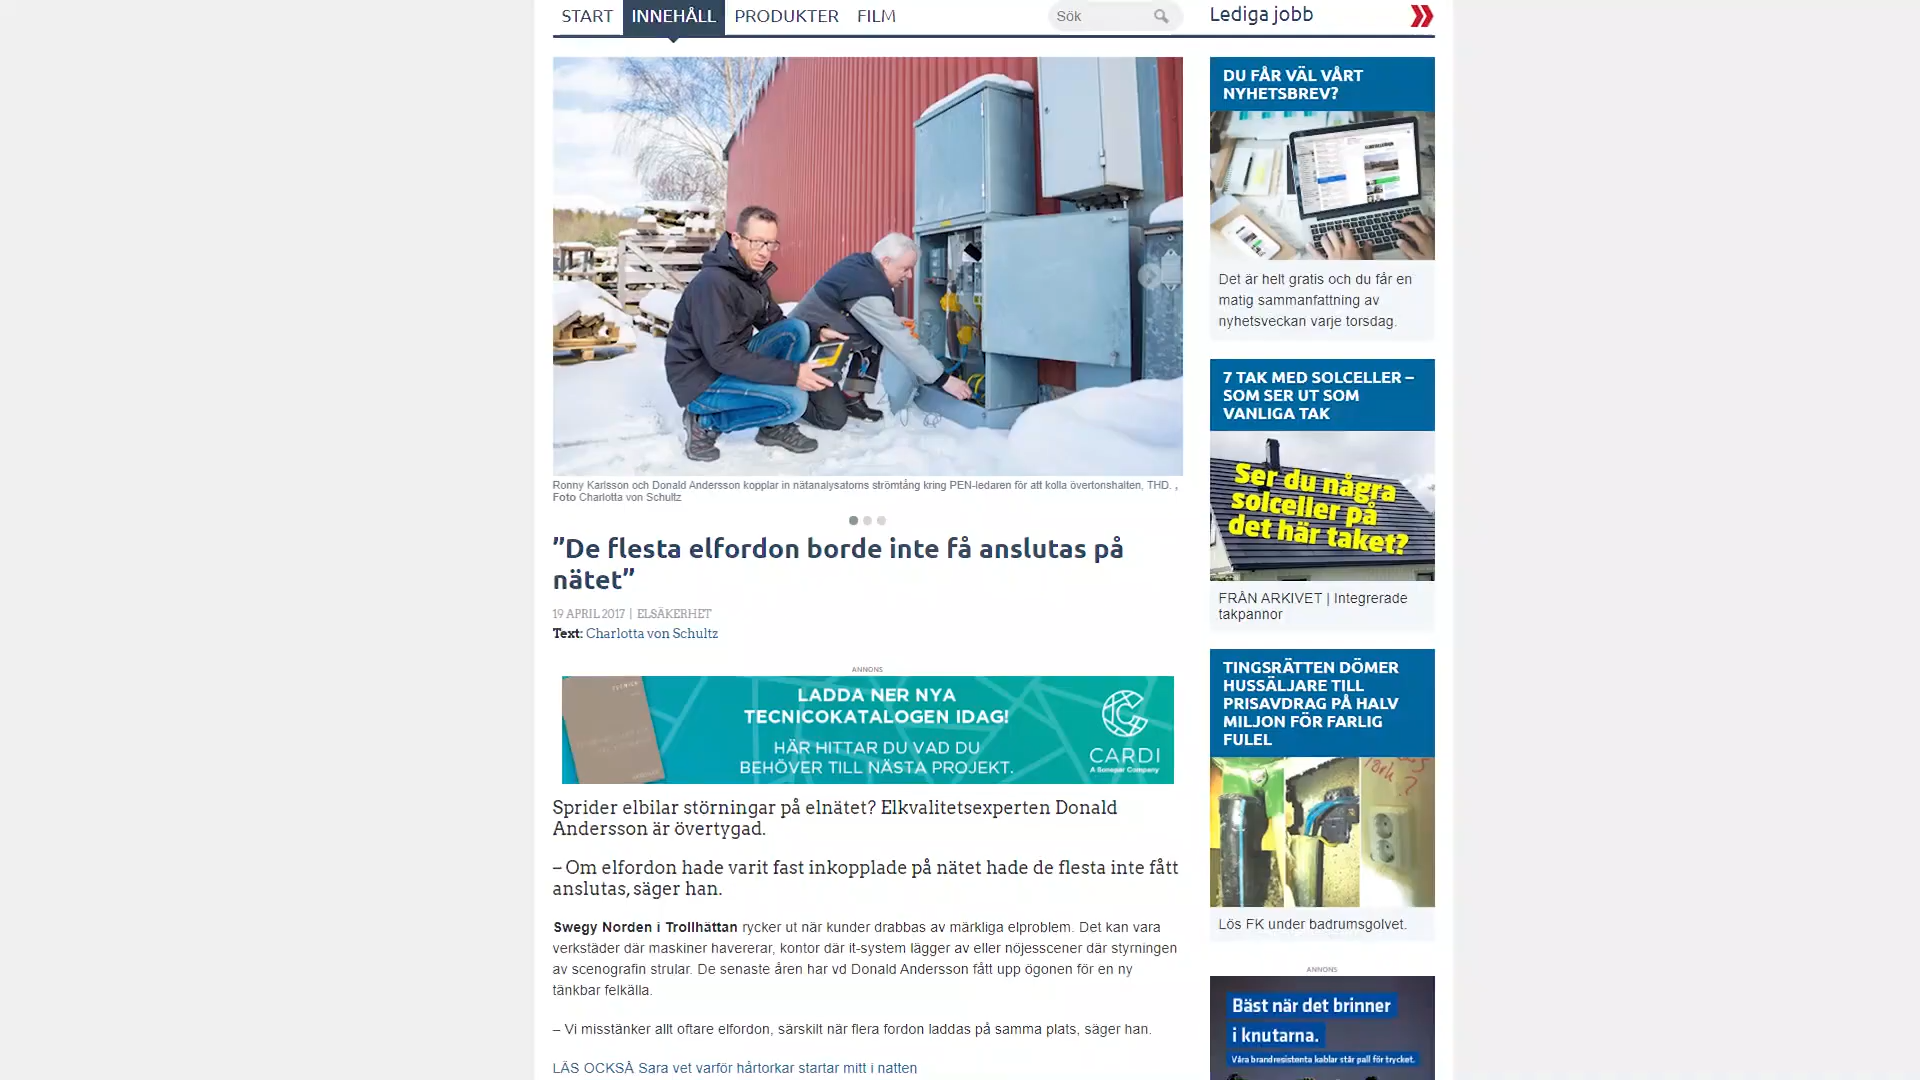 START
INNEHÅLL
PRODUKTER
FILM
Sök
Lediga jobb
Ronny Karlsson och Donald Andersson kopplar in nätanalysatorns strömtång kring PEN-ledaren för att kolla övertonshalten, THD. ,
Foto Charlotta von Schultz
”De flesta elfordon borde inte få anslutas på
nätet”
19 APRIL 2017 | ELSÄKERHET
Text: Charlotta von Schultz
ANNONS
LADDA NER NYA
TECNICOKATALOGEN IDAG!
HÄR HITTAR DU VAD DU
BEHÖVER TILL NÄSTA PROJEKT.
CARDI
A Sonepar Company
Sprider elbilar störningar på elnätet? Elkvalitetsexperten Donald
Andersson är övertygad.
– Om elfordon hade varit fast inkopplade på nätet hade de flesta inte fått
anslutas, säger han.
Swegy Norden i Trollhättan rycker ut när kunder drabbas av märkliga elproblem. Det kan vara
verkstäder där maskiner havererar, kontor där it-system lägger av eller nöjesscener där styrningen
av scenografin strular. De senaste åren har vd Donald Andersson fått upp ögonen för en ny
tänkbar felkälla.
– Vi misstänker allt oftare elfordon, särskilt när flera fordon laddas på samma plats, säger han.
LÄS OCKSÅ Sara vet varför hårtorkar startar mitt i natten
DU FÅR VÄL VÅRT
NYHETSBREV?
Det är helt gratis och du får en
matig sammanfattning av
nyhetsveckan varje torsdag.
7 TAK MED SOLCELLER –
SOM SER UT SOM
VANLIGA TAK
Ser du några
solceller på
det här taket?
FRÅN ARKIVET | Integrerade
takpannor
TINGSRÄTTEN DÖMER
HUSSÄLJARE TILL
PRISAVDRAG PÅ HALV
MILJON FÖR FARLIG
FULEL
Lös FK under badrumsgolvet.
ANNONS
Bäst när det brinner
i knutarna.
Våra brandresistenta kablar står pall för trycket.